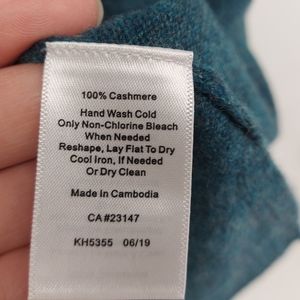 100% Cashmere
Hand Wash Cold
Only Non-Chlorine Bleach
When Needed
Reshape, Lay Flat To Dry
Cool Iron, If Needed
Or Dry Clean
Made in Cambodia
CA#23147
KH5355 06/19